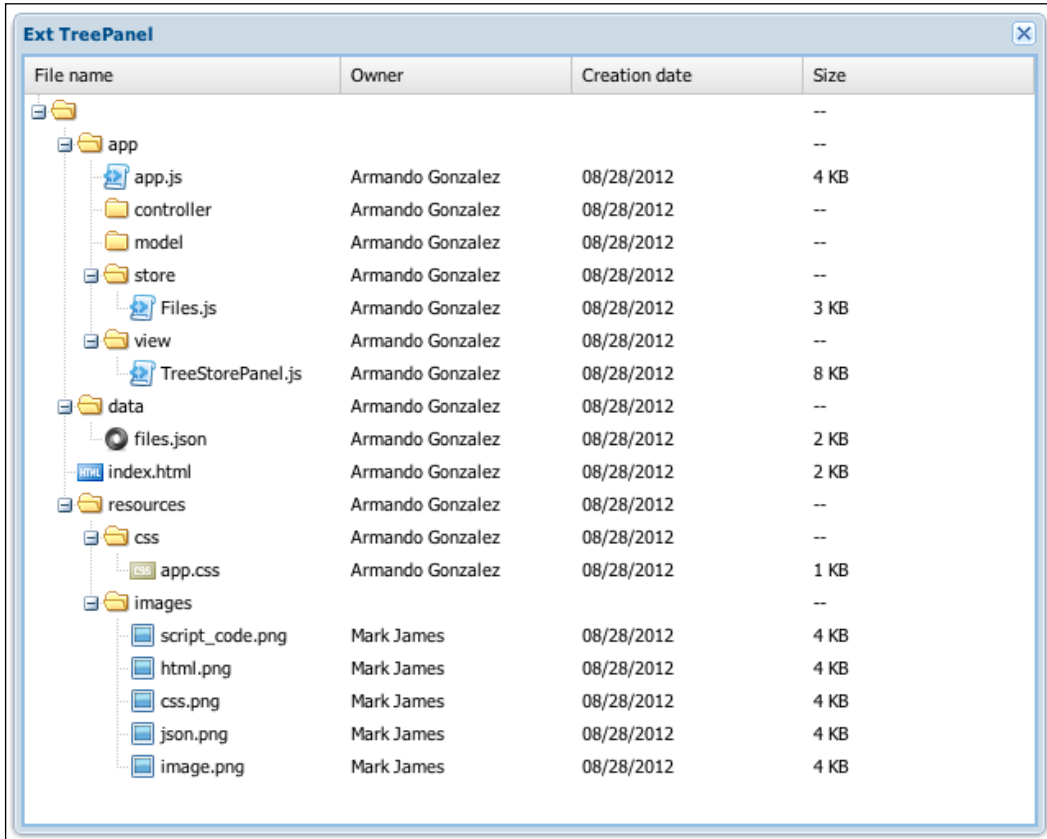 Ext TreePanel
File name Owner Creation date Size
--
app --
app.js Armando Gonzalez 08/28/2012 4 KB
controller Armando Gonzalez 08/28/2012 --
model Armando Gonzalez 08/28/2012 --
store Armando Gonzalez 08/28/2012 --
Files.js Armando Gonzalez 08/28/2012 3 KB
view Armando Gonzalez 08/28/2012 --
TreeStorePanel.js Armando Gonzalez 08/28/2012 8 KB
data Armando Gonzalez 08/28/2012 --
files.json Armando Gonzalez 08/28/2012 2 KB
HTML index.html Armando Gonzalez 08/28/2012 2 KB
resources Armando Gonzalez 08/28/2012 --
css Armando Gonzalez 08/28/2012 --
CSS app.css Armando Gonzalez 08/28/2012 1 KB
images --
script_code.png Mark James 08/28/2012 4 KB
html.png Mark James 08/28/2012 4 KB
css.png Mark James 08/28/2012 4 KB
json.png Mark James 08/28/2012 4 KB
image.png Mark James 08/28/2012 4 KB